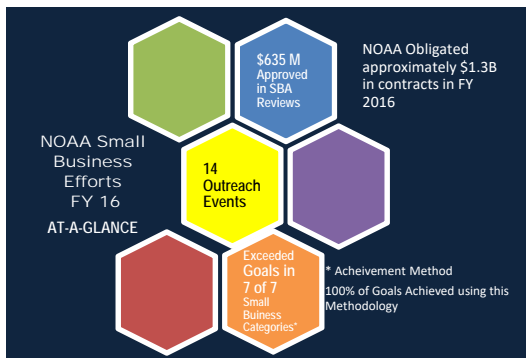 $635 M
Approved
in SBA
Reviews
NOAA Obligated
approximately $1.3B
in contracts in FY
2016
NOAA Small
Business
Efforts
FY 16
AT-A-GLANCE
14
Outreach
Events
Exceeded
Goals in
7 of 7
Small
Business
Categories*
* Acheivement Method
100% of Goals Achieved using this
Methodology